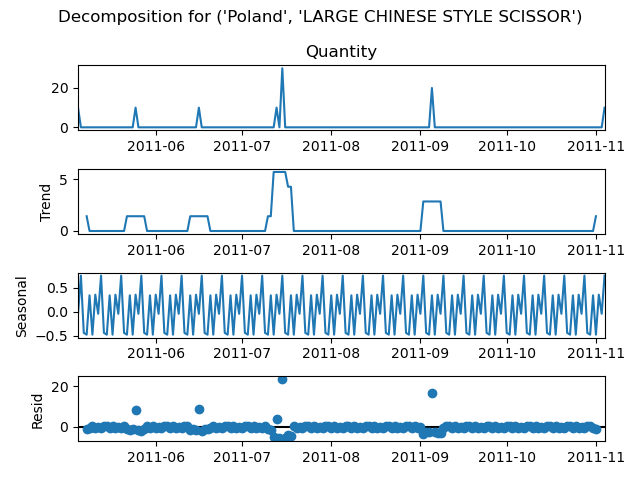 Decomposition for ('Poland', 'LARGE CHINESE STYLE SCISSOR')
Quantity
20
0
2011-06 2011-07 2011-08 2011-09 2011-10 2011-11
Trend
5
0
2011-06 2011-07 2011-08 2011-09 2011-10 2011-11
Seasonal
0.5
0.0
−0.5
2011-06 2011-07 2011-08 2011-09 2011-10 2011-11
Resid
20
0
2011-06 2011-07 2011-08 2011-09 2011-10 2011-11